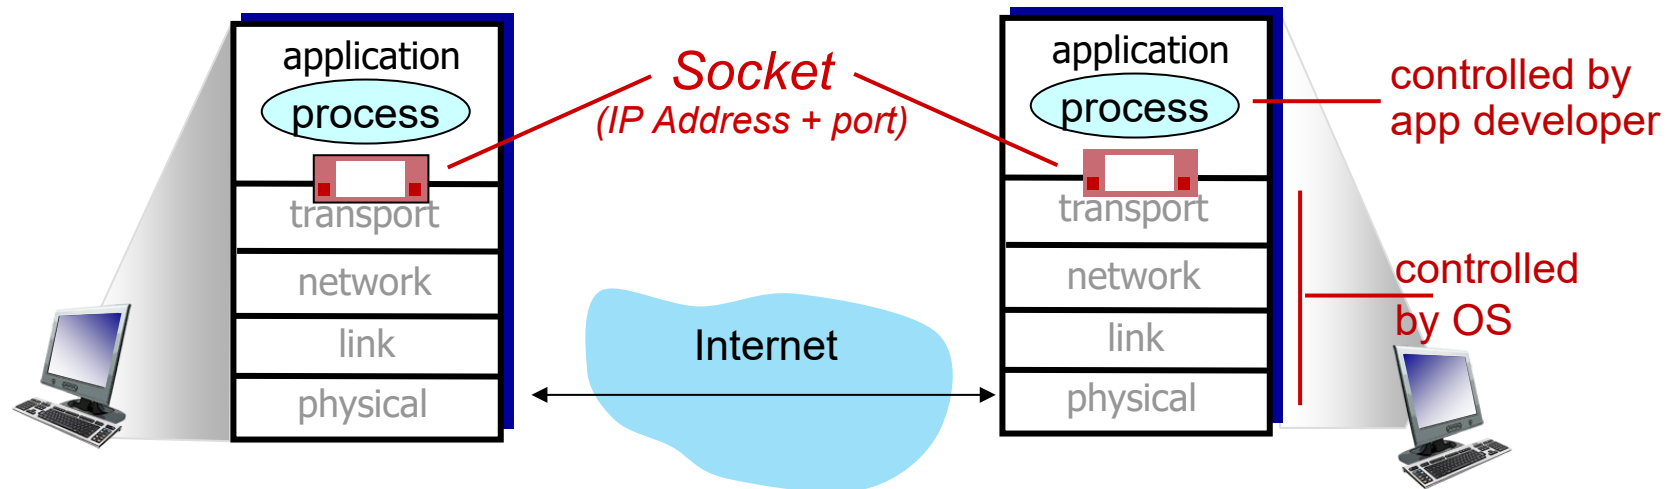 application
process
transport
network
link
physical
Socket
(IP Address + port)
Internet
application
process
transport
network
link
physical
controlled by
app developer
controlled
by OS